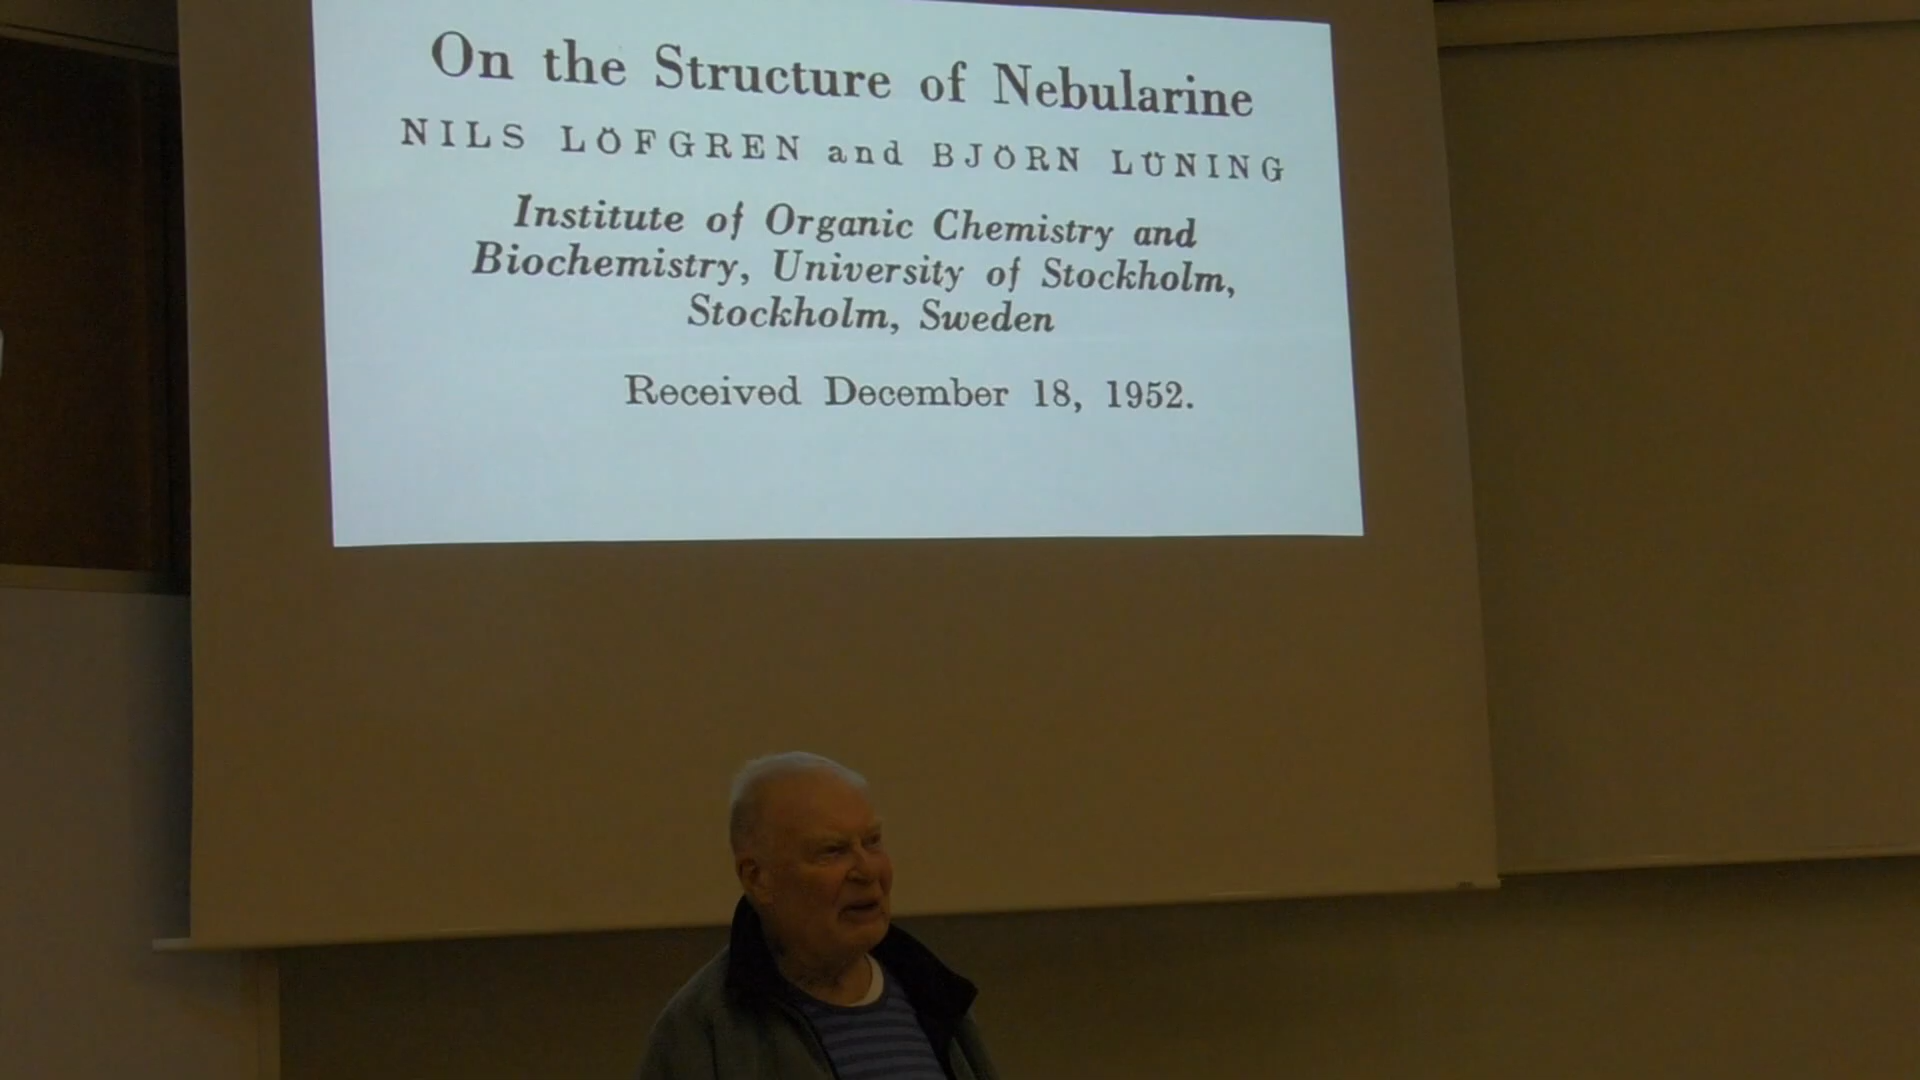 On the Structure of Nebularine
NILS LÖFGREN and BJÖRN LÜNING
Institute of Organic Chemistry and
Biochemistry, University of Stockholm,
Stockholm, Sweden
Received December 18, 1952.